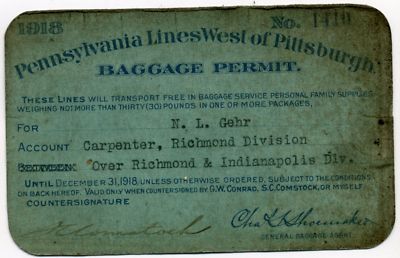 1918 No. 1410
Pennsylvania Lines West of Pittsburgh.
BAGGAGE PERMIT.
THESE LINES WILL TRANSPORT FREE IN BAGGAGE SERVICE PERSONAL FAMILY SUPPLIES
WEIGHING NOT MORE THAN THIRTY (30) POUNDS IN ONE OR MORE PACKAGES,
FOR N. L. Gehr
ACCOUNT Carpenter, Richmond Division
BETWEEN Over Richmond & Indianapolis Div.
UNTIL DECEMBER 31, 1918, UNLESS OTHERWISE ORDERED, SUBJECT TO THE CONDITIONS
ON BACK HEREOF. VALID ONLY WHEN COUNTERSIGNED BY G.W. CONRAD, S.C. COMSTOCK, OR MYSELF
COUNTERSIGNATURE
Comstock Chas L Shoemaker
GENERAL BAGGAGE AGENT.